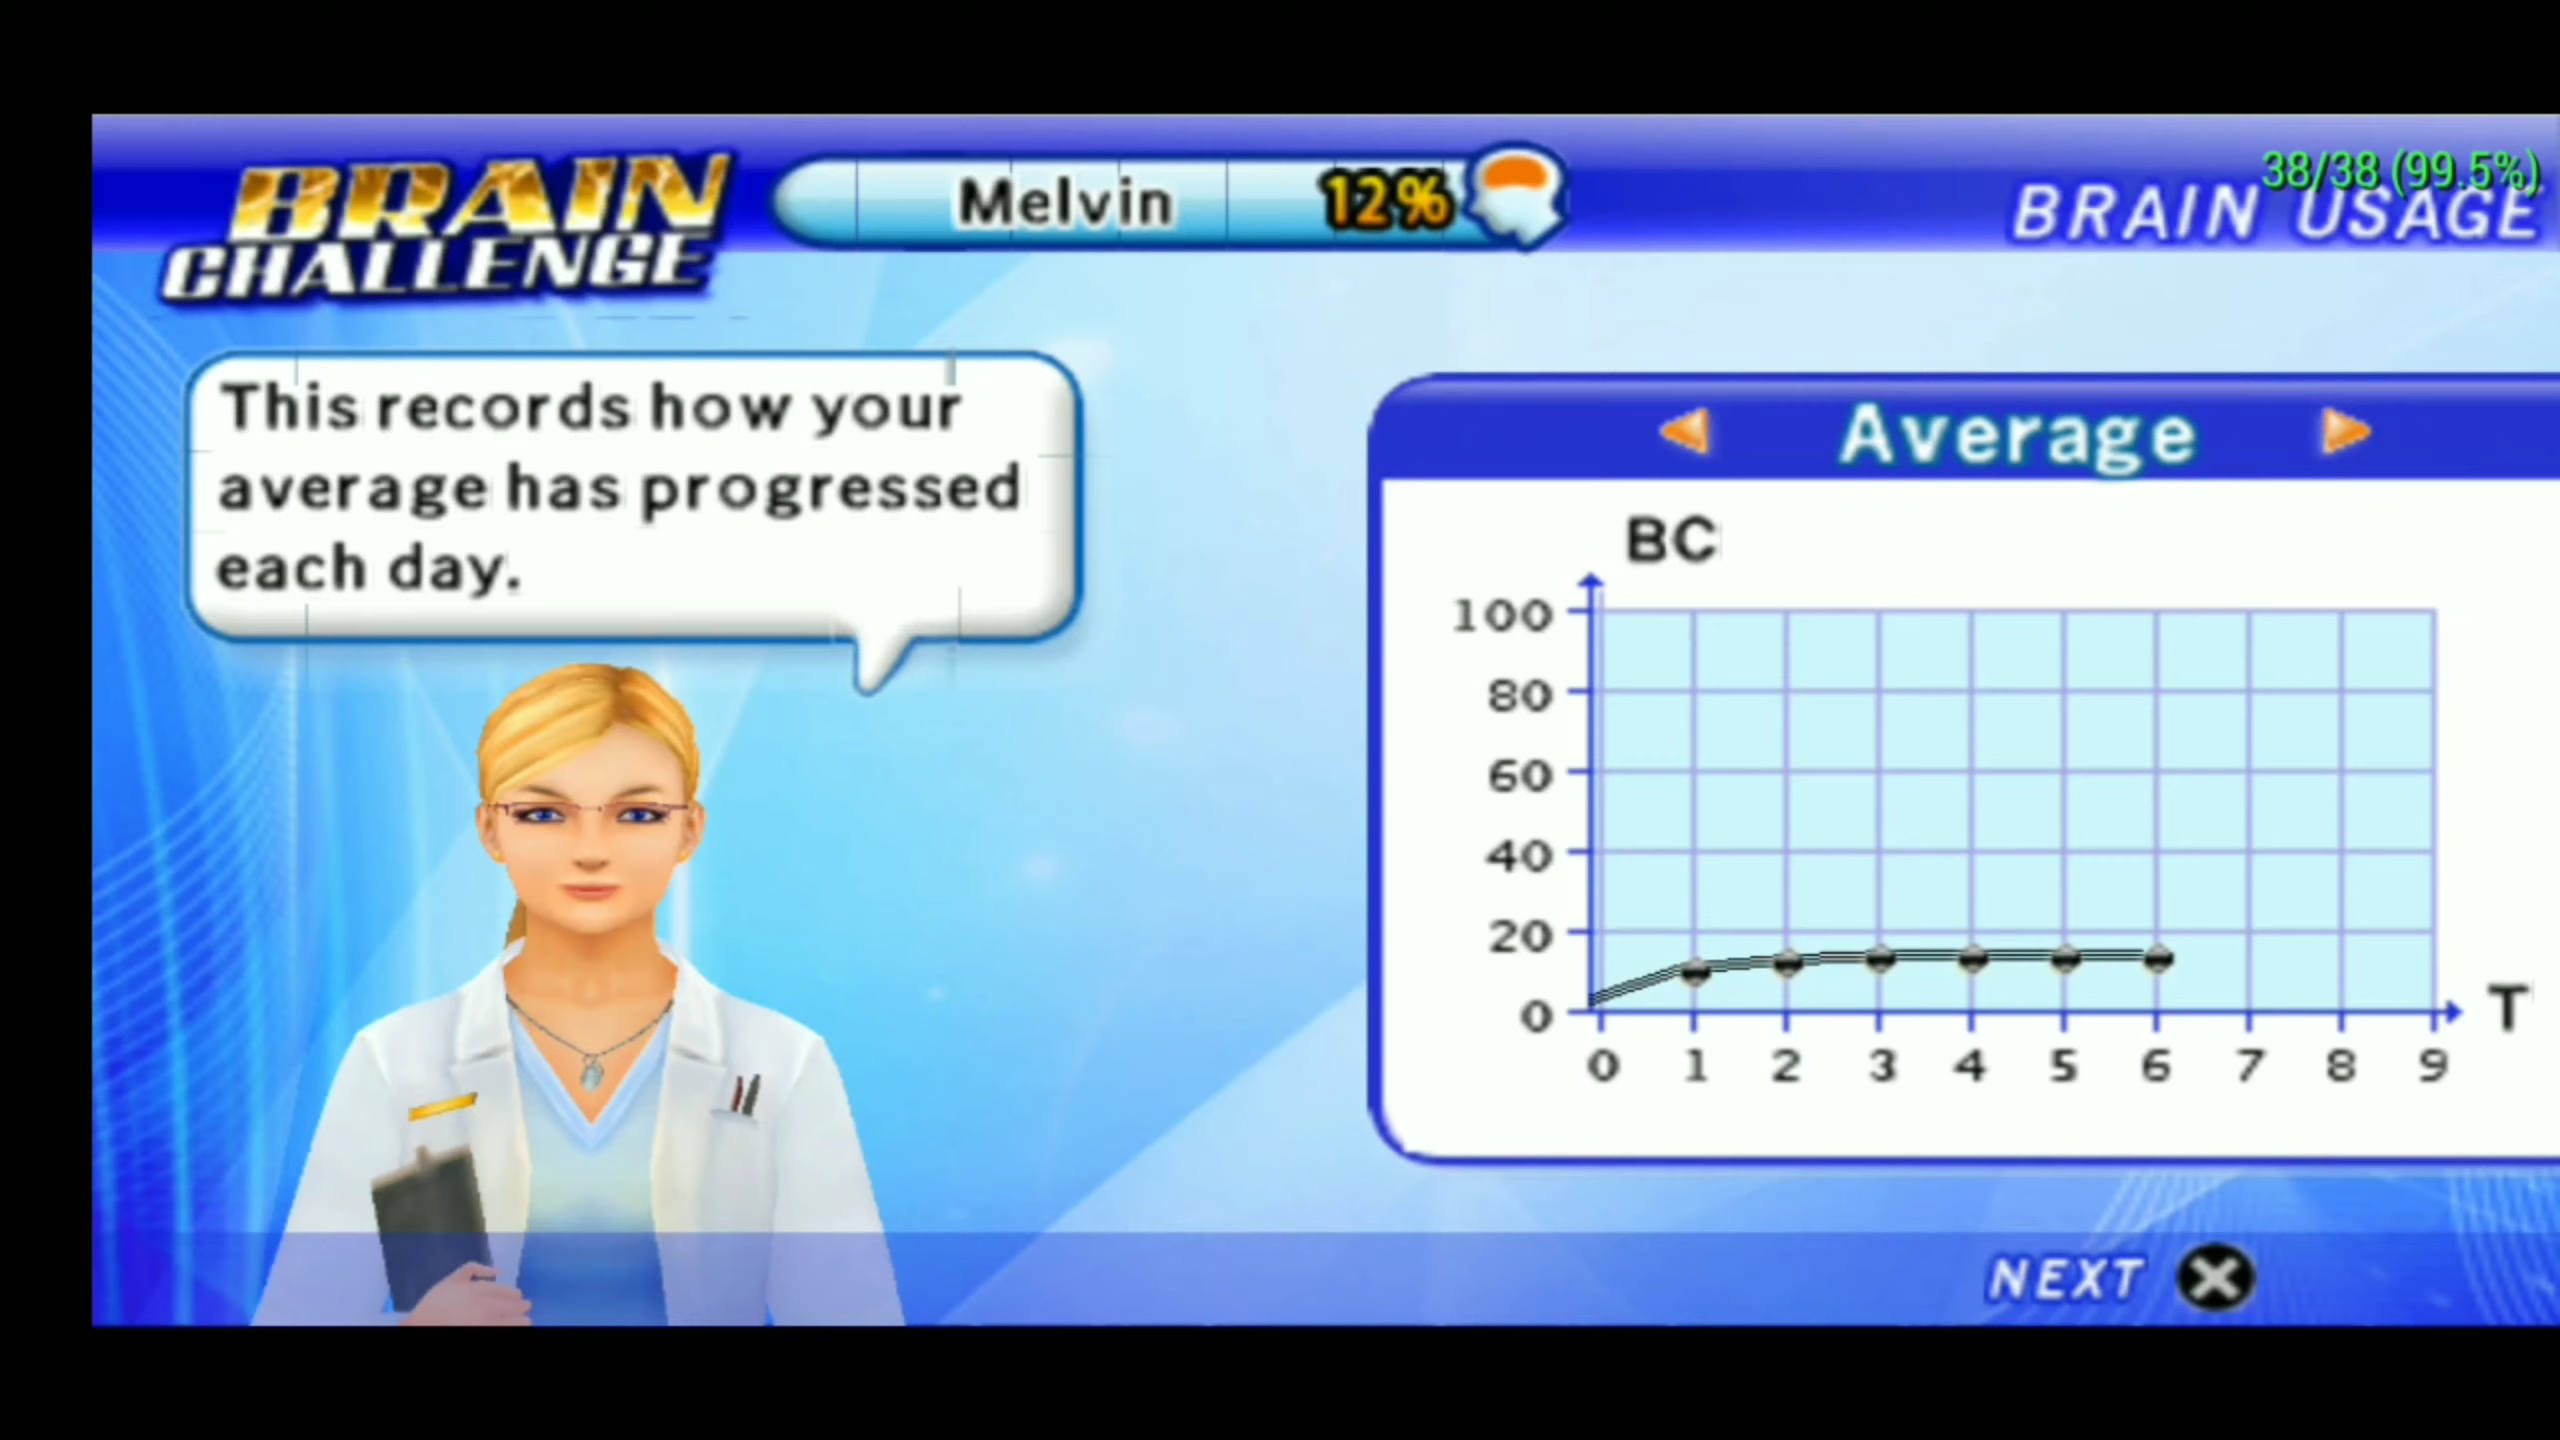 BRAIN
CHALLENGE
Melvin 12%
38/38 (99.5%)
BRAIN USAGE
This records how your
average has progressed
each day.
Average
BC
100
80
60
40
20
0
T
0 1 2 3 4 5 6 7 8 9
NEXT